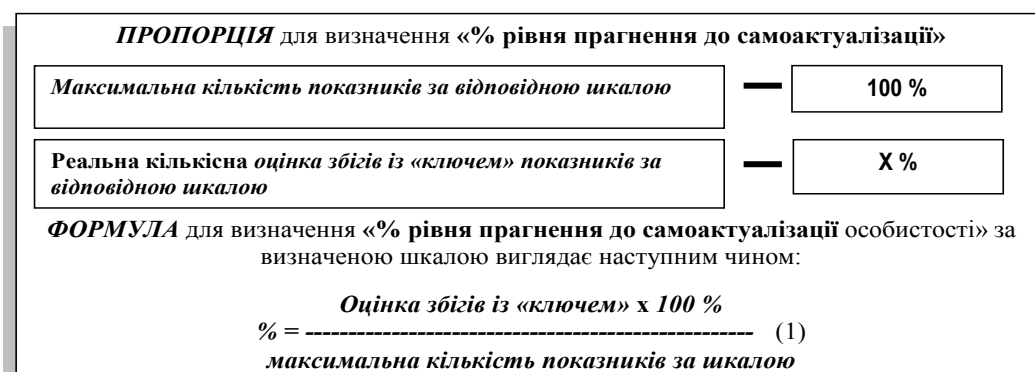 ПРОПОРЦІЯ для визначення «% рівня прагнення до самоактуалізації»
Максимальна кількість показників за відповідною шкалою — 100 %
Реальна кількісна оцінка збігів із «ключем» показників за
відповідною шкалою — Х %
ФОРМУЛА для визначення «% рівня прагнення до самоактуалізації особистості» за
визначеною шкалою виглядає наступним чином:
Оцінка збігів із «ключем» х 100 %
% = ---------------------------------------------------- (1)
максимальна кількість показників за шкалою